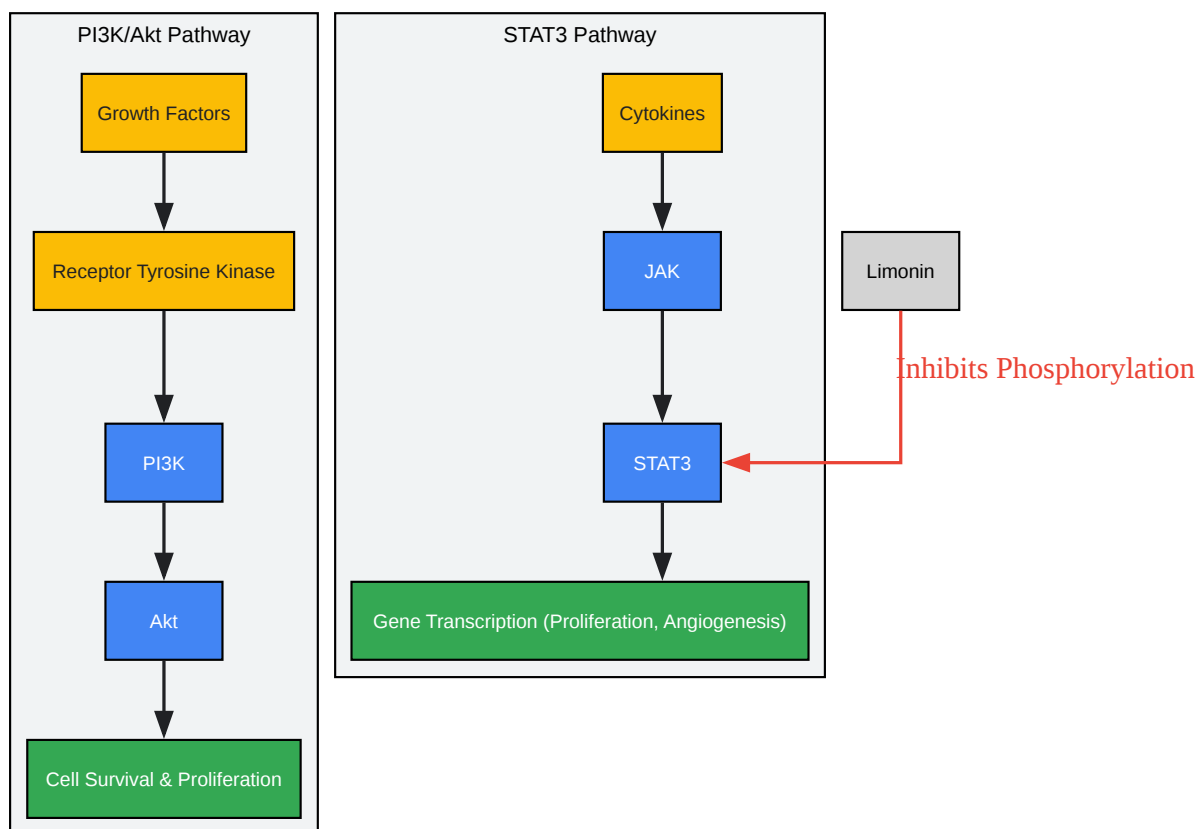 PI3K/Akt Pathway
Growth Factors
Receptor Tyrosine Kinase
PI3K
Akt
Cell Survival & Proliferation
STAT3 Pathway
Cytokines
JAK
STAT3
Gene Transcription (Proliferation, Angiogenesis)
Limonin
Inhibits Phosphorylation